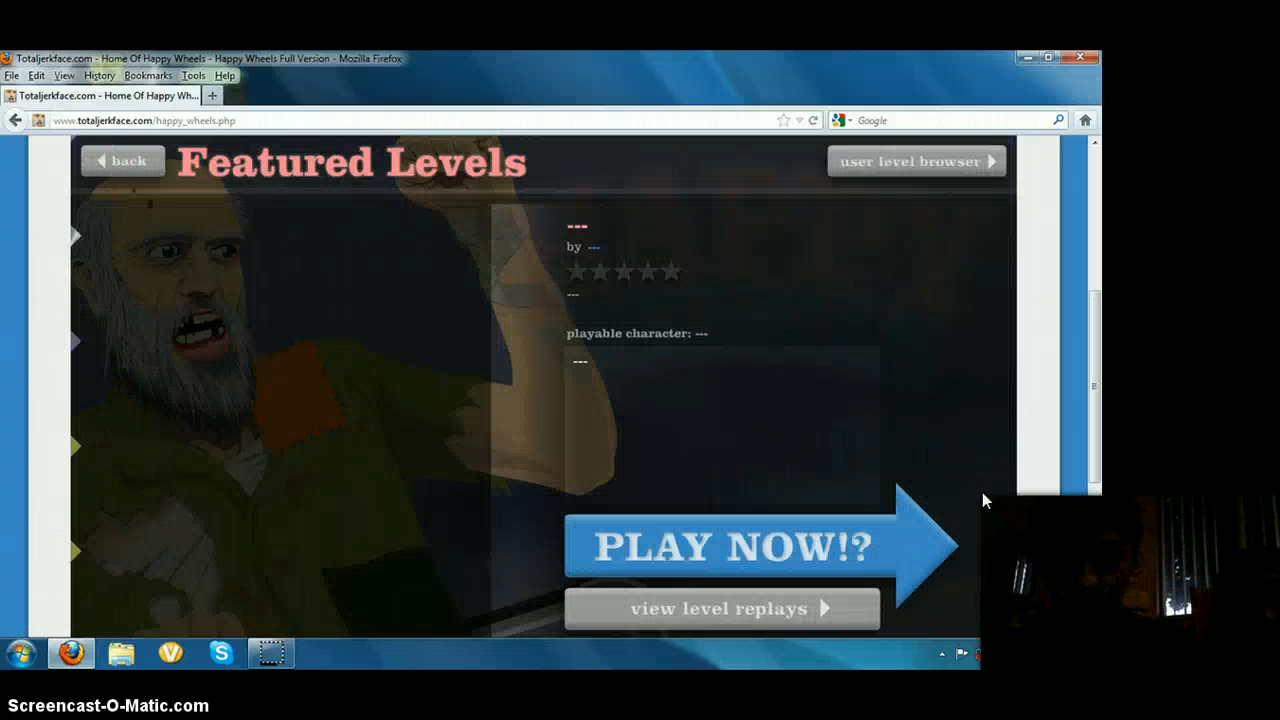 Totaljerkface.com - Home Of Happy Wheels - Happy Wheels Full Version - Mozilla Firefox
File Edit View History Bookmarks Tools Help
Totaljerkface.com - Home Of Happy Wh... +
www.totaljerkface.com/happy_wheels.php
Google
back
Featured Levels
user level browser
---
by ---
---
playable character: ---
---
PLAY NOW!?
view level replays
V
S
Screencast-O-Matic.com